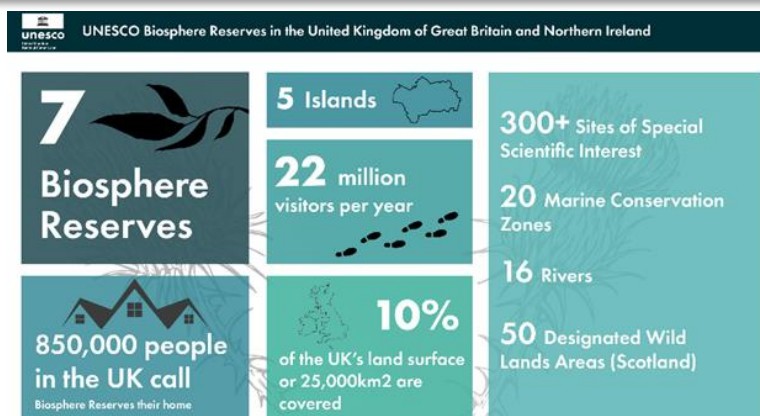 unesco
UNESCO Biosphere Reserves in the United Kingdom of Great Britain and Northern Ireland
7
Biosphere
Reserves
5 Islands
22 million
visitors per year
300+ Sites of Special
Scientific Interest
20 Marine Conservation
Zones
16 Rivers
50 Designated Wild
Lands Areas (Scotland)
850,000 people
in the UK call
Biosphere Reserves their home
10%
of the UK's land surface
or 25,000km2 are
covered